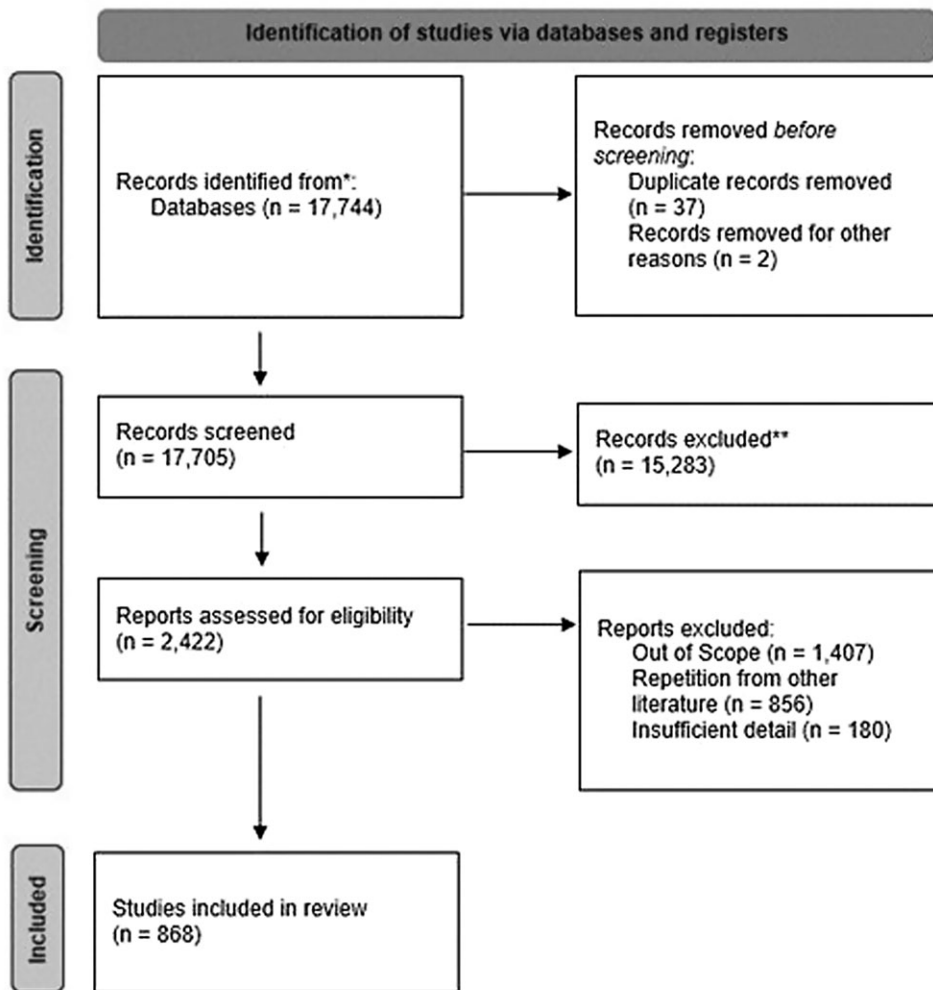 Identification of studies via databases and registers
Identification
Records identified from*:
Databases (n = 17,744)
Records removed before
screening:
Duplicate records removed
(n = 37)
Records removed for other
reasons (n = 2)
Screening
Records screened
(n = 17,705)
Records excluded**
(n = 15,283)
Reports assessed for eligibility
(n = 2,422)
Reports excluded:
Out of Scope (n = 1,407)
Repetition from other
literature (n = 856)
Insufficient detail (n = 180)
Included
Studies included in review
(n = 868)